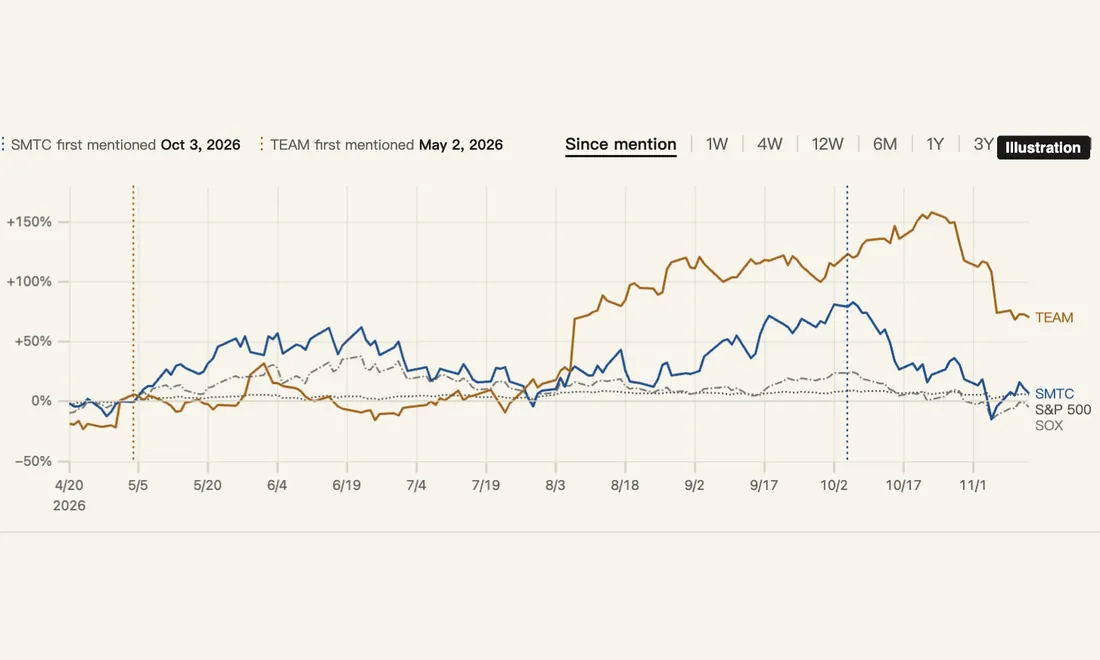 SMTC first mentioned Oct 3, 2026 TEAM first mentioned May 2, 2026 Since mention 1W 4W 12W 6M 1Y 3Y Illustration
+150%
+100%
+50%
0%
−50%
TEAM
SMTC
S&P 500
SOX
4/20 5/5 5/20 6/4 6/19 7/4 7/19 8/3 8/18 9/2 9/17 10/2 10/17 11/1
2026